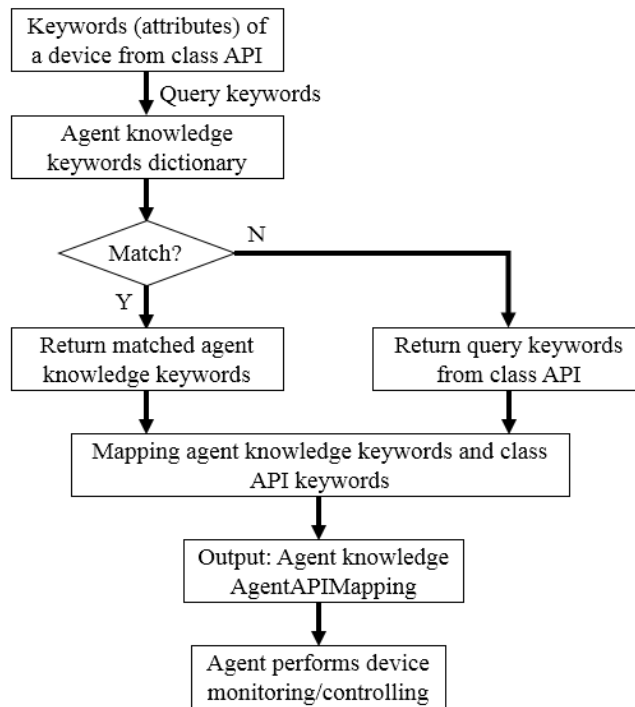 Keywords (attributes) of
a device from class API
Query keywords
Agent knowledge
keywords dictionary
Match?
N
Y
Return matched agent
knowledge keywords
Return query keywords
from class API
Mapping agent knowledge keywords and class
API keywords
Output: Agent knowledge
AgentAPIMapping
Agent performs device
monitoring/controlling